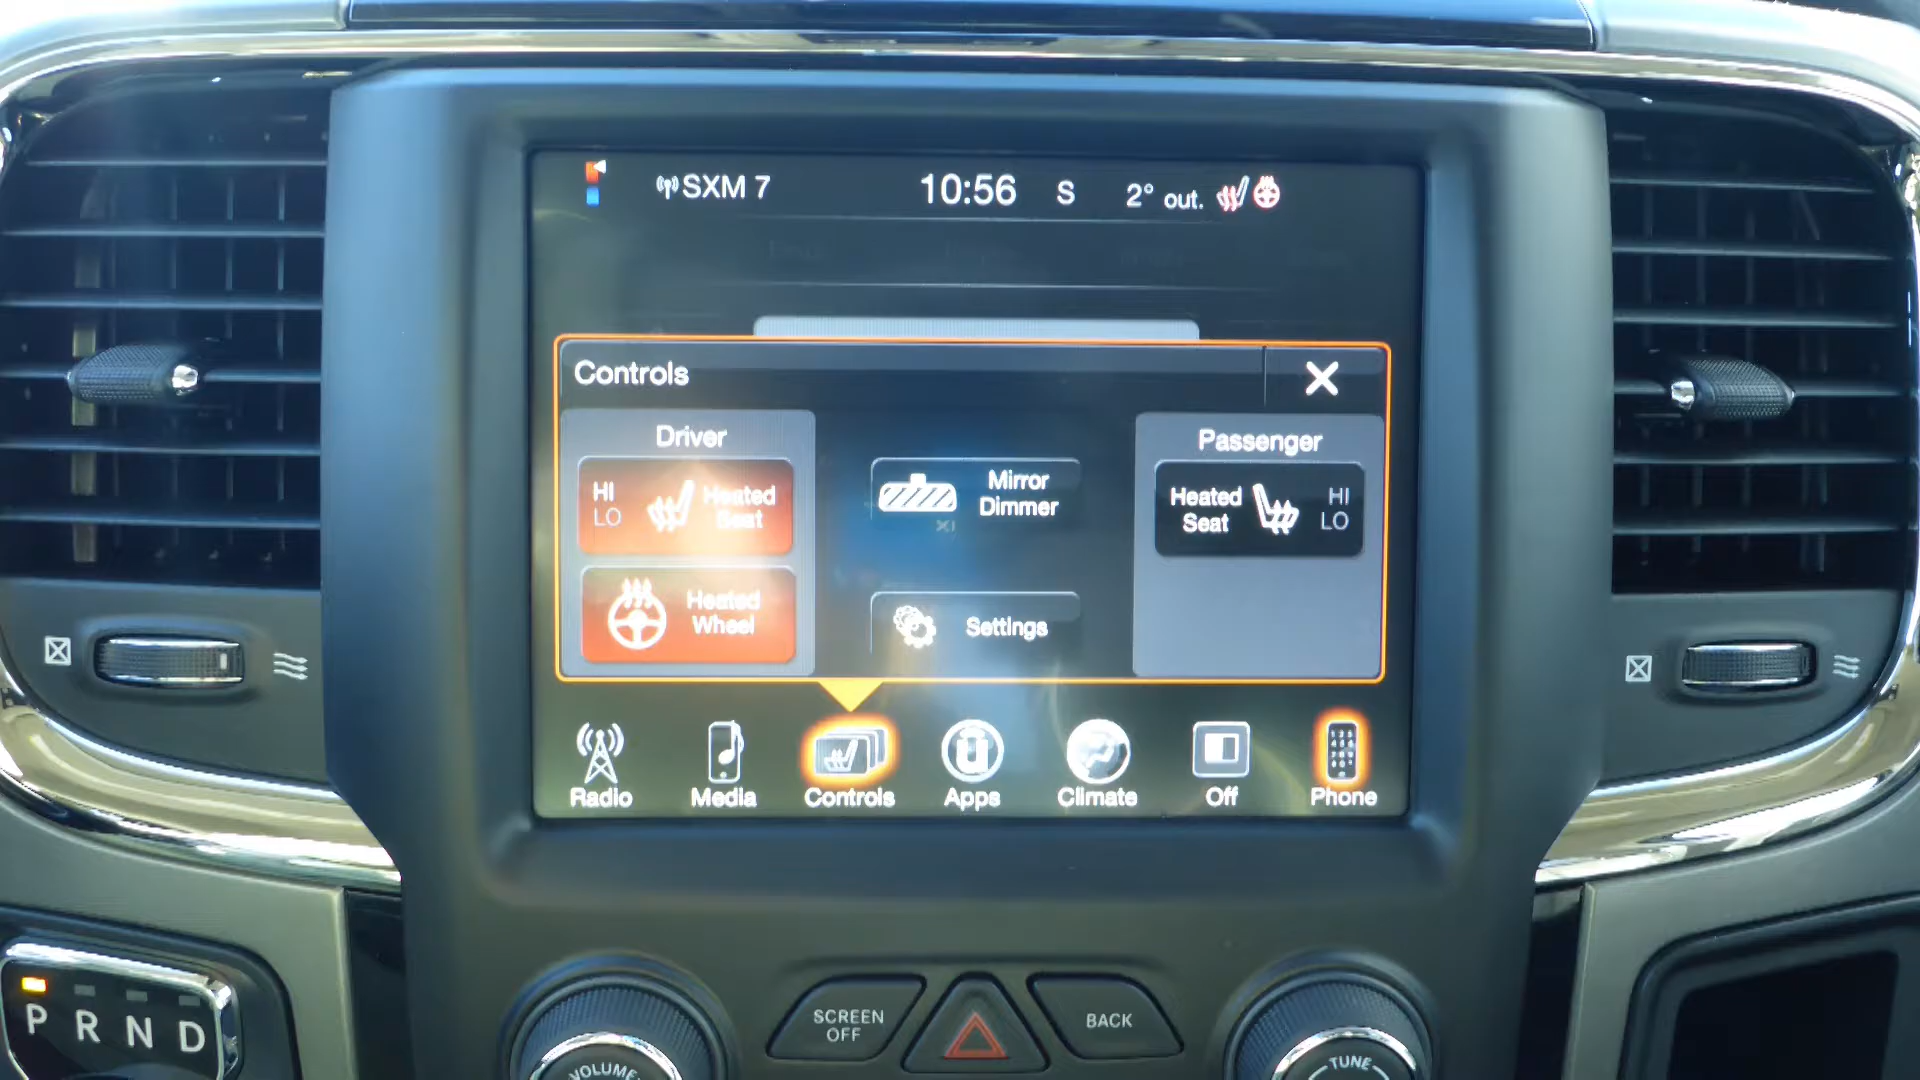 SXM 7
10:56
S
2° out.
Controls
Driver
HI
LO
Heated
Seat
Heated
Wheel
Mirror
Dimmer
Settings
Passenger
Heated
Seat
HI
LO
Radio
Media
Controls
Apps
Climate
Off
Phone
P R N D
VOLUME
SCREEN
OFF
BACK
TUNE